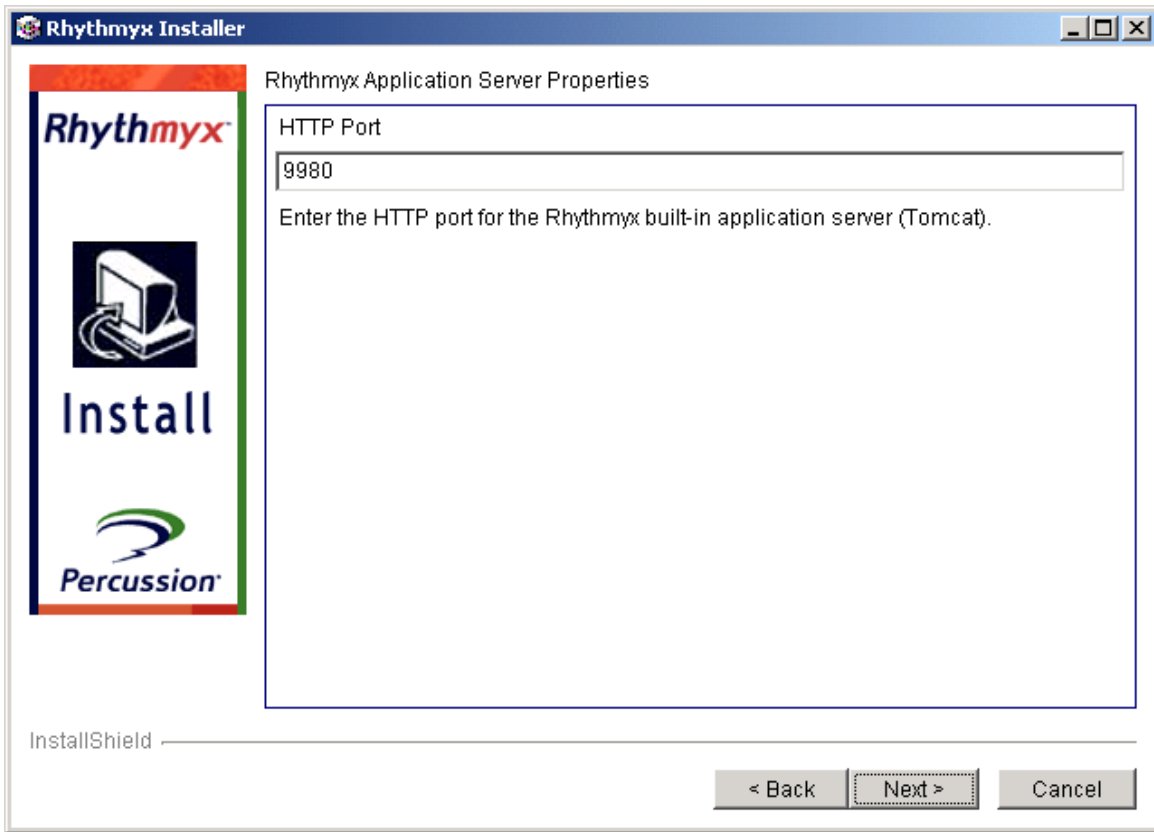 Rhythmyx Installer
Rhythmyx
Install
Percussion
Rhythmyx Application Server Properties
HTTP Port
9980
Enter the HTTP port for the Rhythmyx built-in application server (Tomcat).
InstallShield
< Back
Next >
Cancel